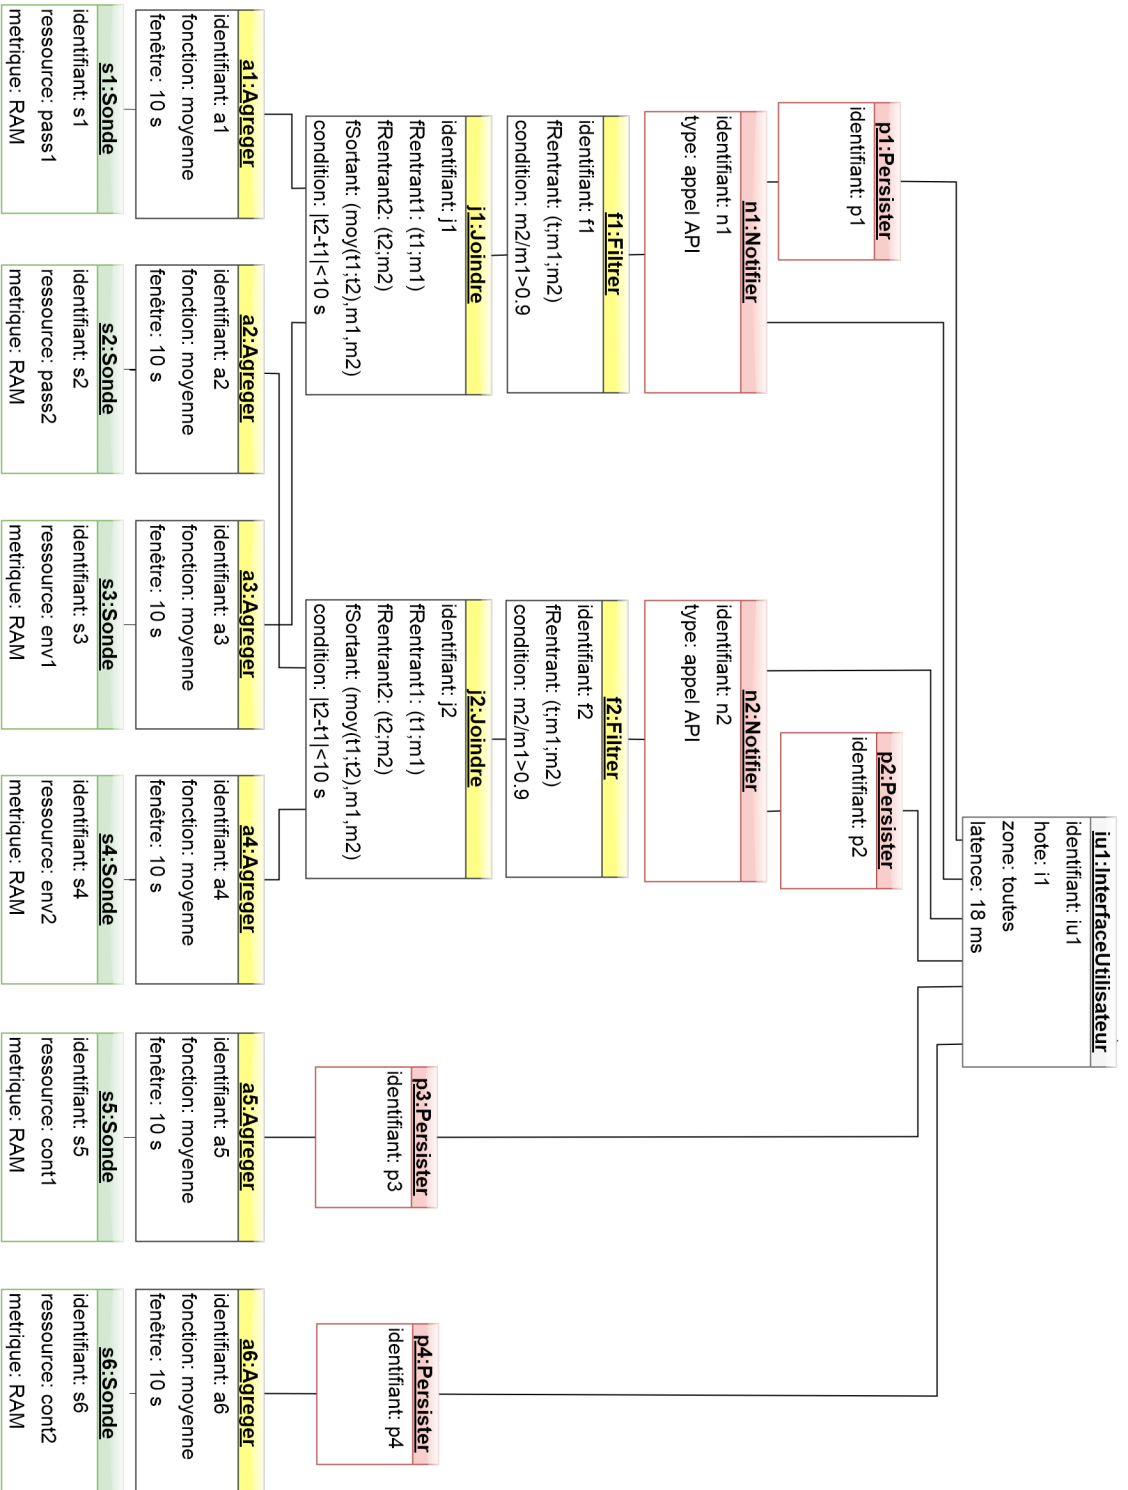 iu1:InterfaceUtilisateur
identifiant: iu1
hote: i1
zone: toutes
latence: 18 ms
p1:Persister
identifiant: p1
p2:Persister
identifiant: p2
n1:Notifier
identifiant: n1
type: appel API
n2:Notifier
identifiant: n2
type: appel API
f1:Filtrer
identifiant: f1
fRentrant: (t;m1;m2)
condition: m2/m1>0.9
f2:Filtrer
identifiant: f2
fRentrant: (t;m1;m2)
condition: m2/m1>0.9
j1:Joindre
identifiant: j1
fRentrant1: (t1;m1)
fRentrant2: (t2;m2)
fSortant: (moy(t1;t2),m1,m2)
condition: |t2-t1|<10 s
j2:Joindre
identifiant: j2
fRentrant1: (t1;m1)
fRentrant2: (t2;m2)
fSortant: (moy(t1;t2),m1,m2)
condition: |t2-t1|<10 s
p3:Persister
identifiant: p3
p4:Persister
identifiant: p4
a1:Agreger
identifiant: a1
fonction: moyenne
fenêtre: 10 s
a2:Agreger
identifiant: a2
fonction: moyenne
fenêtre: 10 s
a3:Agreger
identifiant: a3
fonction: moyenne
fenêtre: 10 s
a4:Agreger
identifiant: a4
fonction: moyenne
fenêtre: 10 s
a5:Agreger
identifiant: a5
fonction: moyenne
fenêtre: 10 s
a6:Agreger
identifiant: a6
fonction: moyenne
fenêtre: 10 s
s1:Sonde
identifiant: s1
ressource: pass1
metrique: RAM
s2:Sonde
identifiant: s2
ressource: pass2
metrique: RAM
s3:Sonde
identifiant: s3
ressource: env1
metrique: RAM
s4:Sonde
identifiant: s4
ressource: env2
metrique: RAM
s5:Sonde
identifiant: s5
ressource: cont1
metrique: RAM
s6:Sonde
identifiant: s6
ressource: cont2
metrique: RAM